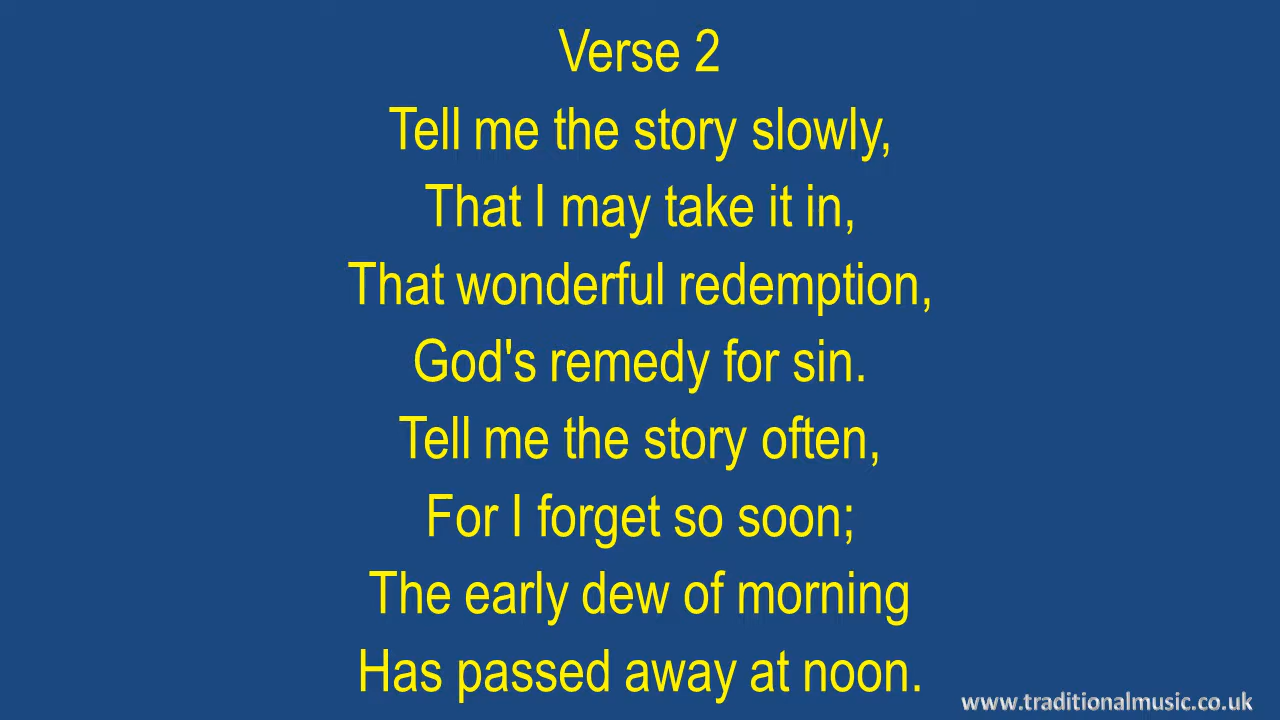 Verse 2
Tell me the story slowly,
That I may take it in,
That wonderful redemption,
God's remedy for sin.
Tell me the story often,
For I forget so soon;
The early dew of morning
Has passed away at noon.
www.traditionalmusic.co.uk